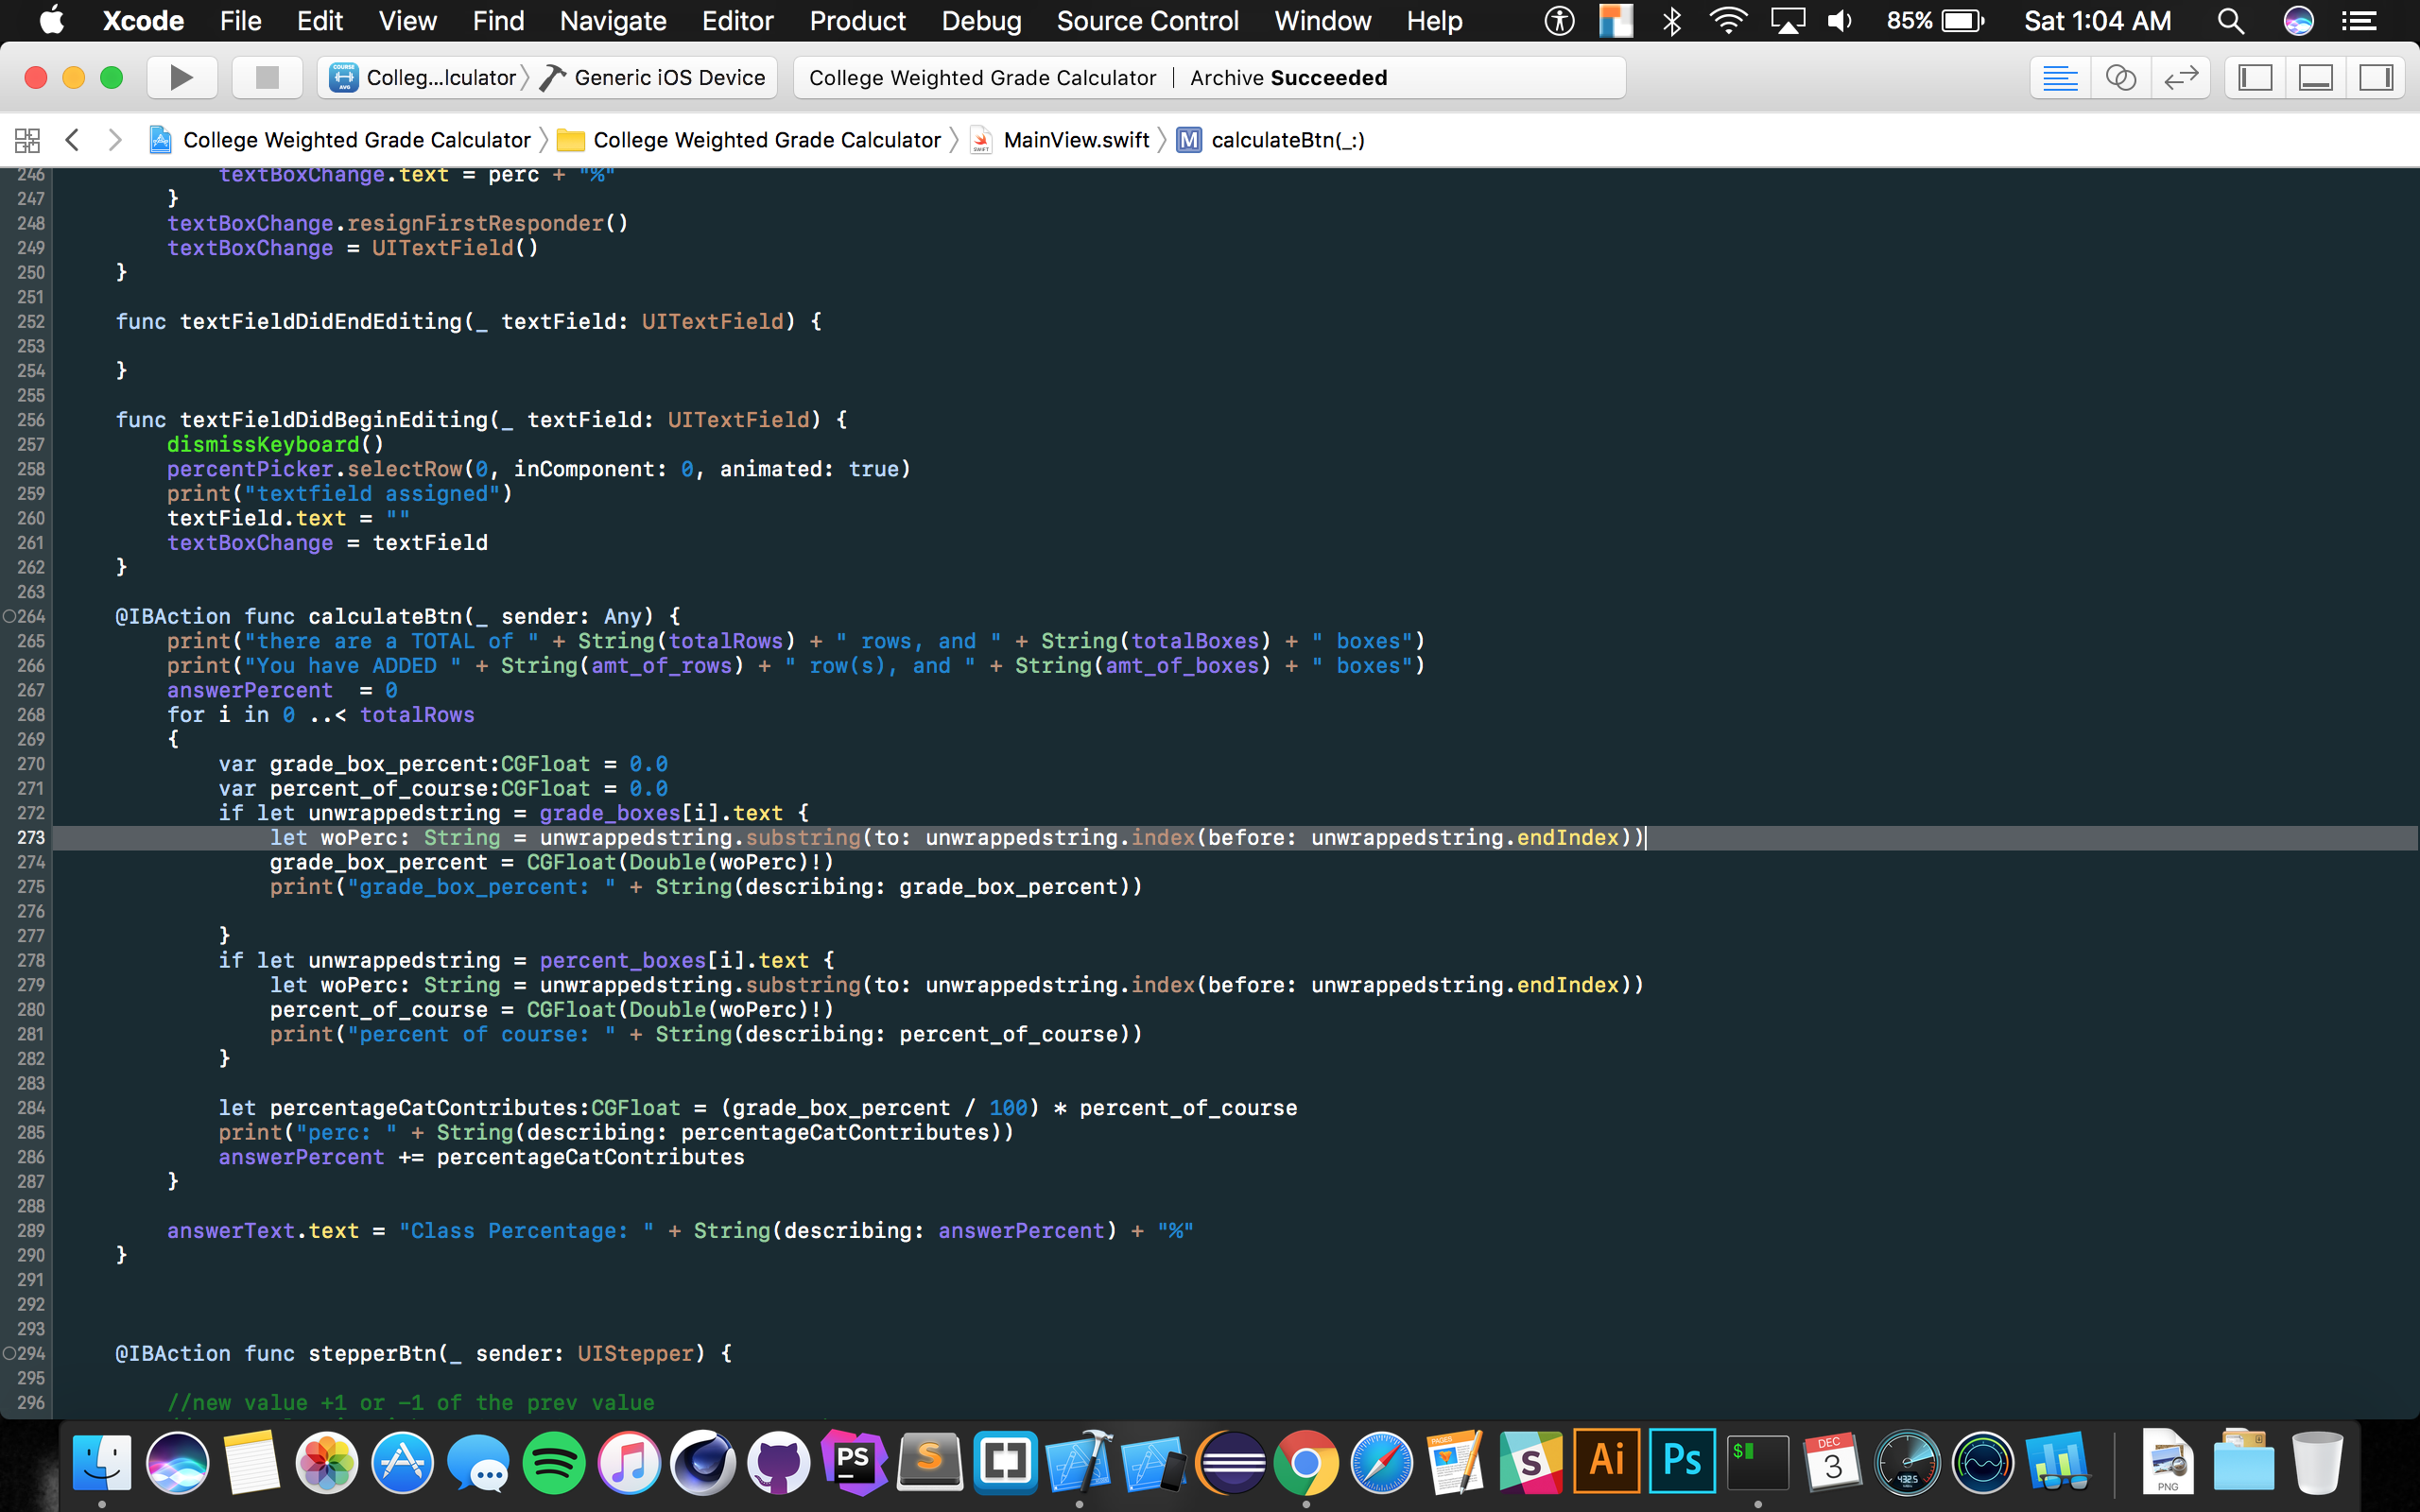 Xcode File Edit View Find Navigate Editor Product Debug Source Control Window Help 85% Sat 1:04 AM
Colleg...lculator Generic iOS Device College Weighted Grade Calculator | Archive Succeeded
College Weighted Grade Calculator College Weighted Grade Calculator MainView.swift M calculateBtn(_:)
246 textBoxChange.text = perc + "%"
247 }
248 textBoxChange.resignFirstResponder()
249 textBoxChange = UITextField()
250 }
251
252 func textFieldDidEndEditing(_ textField: UITextField) {
253
254 }
255
256 func textFieldDidBeginEditing(_ textField: UITextField) {
257 dismissKeyboard()
258 percentPicker.selectRow(0, inComponent: 0, animated: true)
259 print("textfield assigned")
260 textField.text = ""
261 textBoxChange = textField
262 }
263
264 @IBAction func calculateBtn(_ sender: Any) {
265 print("there are a TOTAL of " + String(totalRows) + " rows, and " + String(totalBoxes) + " boxes")
266 print("You have ADDED " + String(amt_of_rows) + " row(s), and " + String(amt_of_boxes) + " boxes")
267 answerPercent  = 0
268 for i in 0 ..< totalRows
269 {
270 var grade_box_percent:CGFloat = 0.0
271 var percent_of_course:CGFloat = 0.0
272 if let unwrappedstring = grade_boxes[i].text {
273 let woPerc: String = unwrappedstring.substring(to: unwrappedstring.index(before: unwrappedstring.endIndex))
274 grade_box_percent = CGFloat(Double(woPerc)!)
275 print("grade_box_percent: " + String(describing: grade_box_percent))
276
277 }
278 if let unwrappedstring = percent_boxes[i].text {
279 let woPerc: String = unwrappedstring.substring(to: unwrappedstring.index(before: unwrappedstring.endIndex))
280 percent_of_course = CGFloat(Double(woPerc)!)
281 print("percent of course: " + String(describing: percent_of_course))
282 }
283
284 let percentageCatContributes:CGFloat = (grade_box_percent / 100) * percent_of_course
285 print("perc: " + String(describing: percentageCatContributes))
286 answerPercent += percentageCatContributes
287 }
288
289 answerText.text = "Class Percentage: " + String(describing: answerPercent) + "%"
290 }
291
292
293
294 @IBAction func stepperBtn(_ sender: UIStepper) {
295
296 //new value +1 or -1 of the prev value
PS S S Ai Ps $ DEC 3 PNG